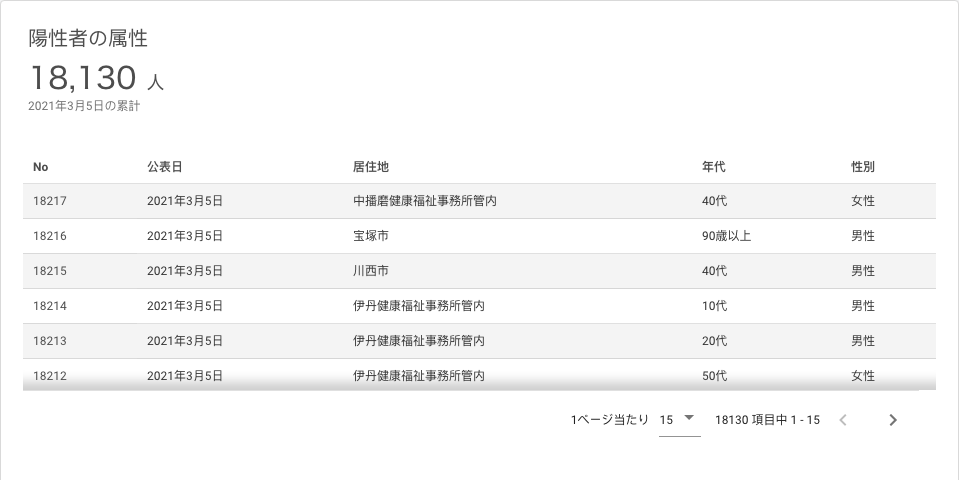 陽性者の属性
18,130 人
2021年3月5日の累計
No 公表日 居住地 年代 性別
18217 2021年3月5日 中播磨健康福祉事務所管内 40代 女性
18216 2021年3月5日 宝塚市 90歳以上 男性
18215 2021年3月5日 川西市 40代 男性
18214 2021年3月5日 伊丹健康福祉事務所管内 10代 男性
18213 2021年3月5日 伊丹健康福祉事務所管内 20代 男性
18212 2021年3月5日 伊丹健康福祉事務所管内 50代 女性
1ページ当たり 15 18130 項目中 1 - 15